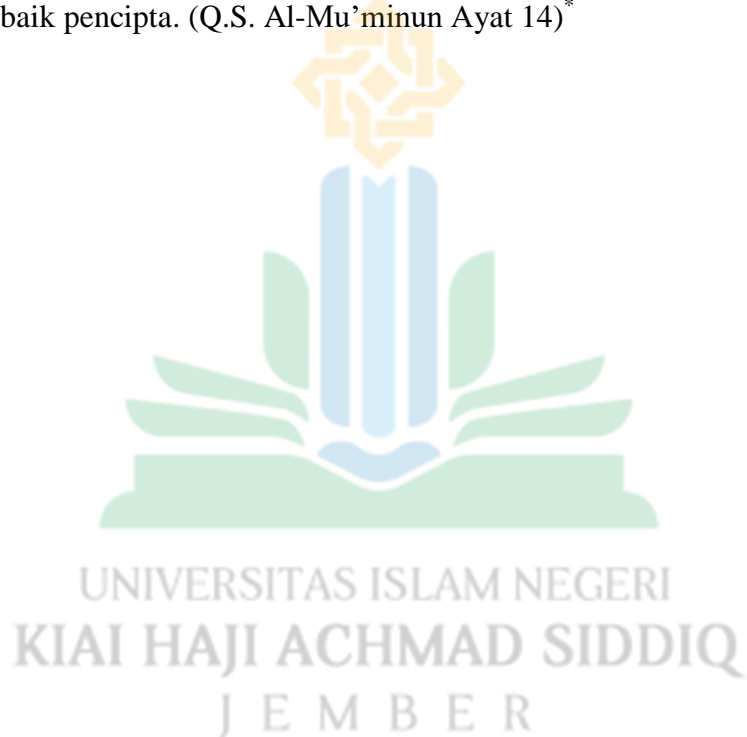 baik pencipta. (Q.S. Al-Mu’minun Ayat 14)*
UNIVERSITAS ISLAM NEGERI
KIAI HAJI ACHMAD SIDDIQ
JEMBER